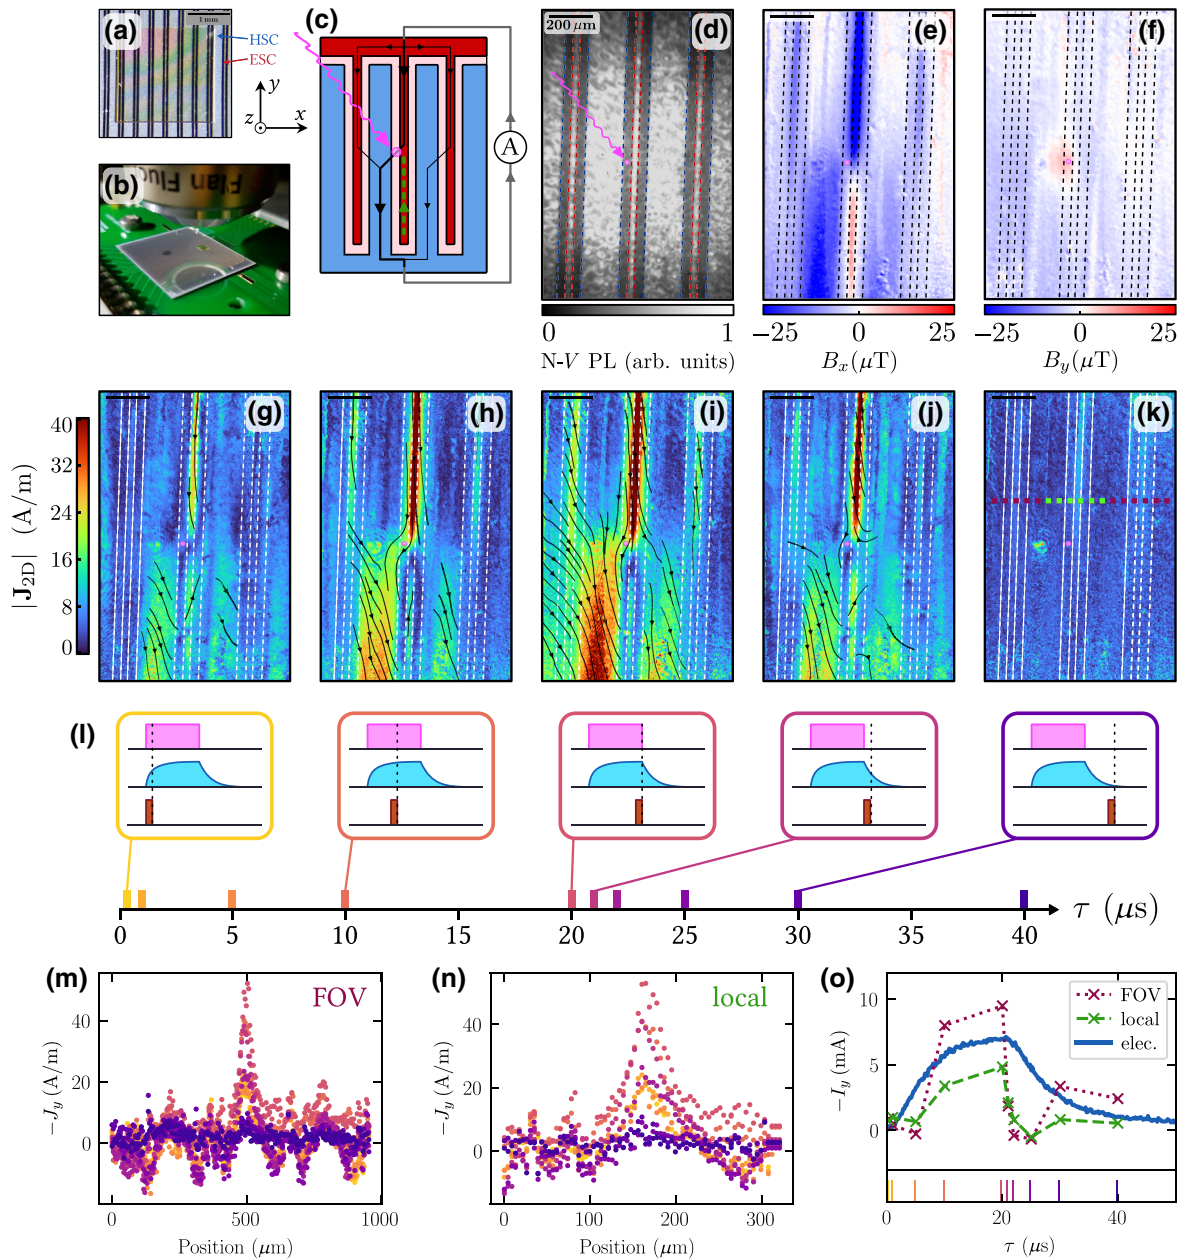 (a)
1 mm
HSC
ESC
y
z
x
(b)
Plan Fluo
(c)
A
(d)
200 μm
0
1
N-V PL (arb. units)
(e)
−25
0
25
Bx(μT)
(f)
−25
0
25
By(μT)
|J2D| (A/m)
40
32
24
16
8
0
(g)
(h)
(i)
(j)
(k)
(l)
0
5
10
15
20
25
30
35
40
τ (μs)
(m)
FOV
−Jy (A/m)
40
20
0
0
500
1000
Position (μm)
(n)
local
−Jy (A/m)
60
40
20
0
0
100
200
300
Position (μm)
(o)
FOV
local
elec.
−Iy (mA)
10
5
0
0
20
40
τ (μs)